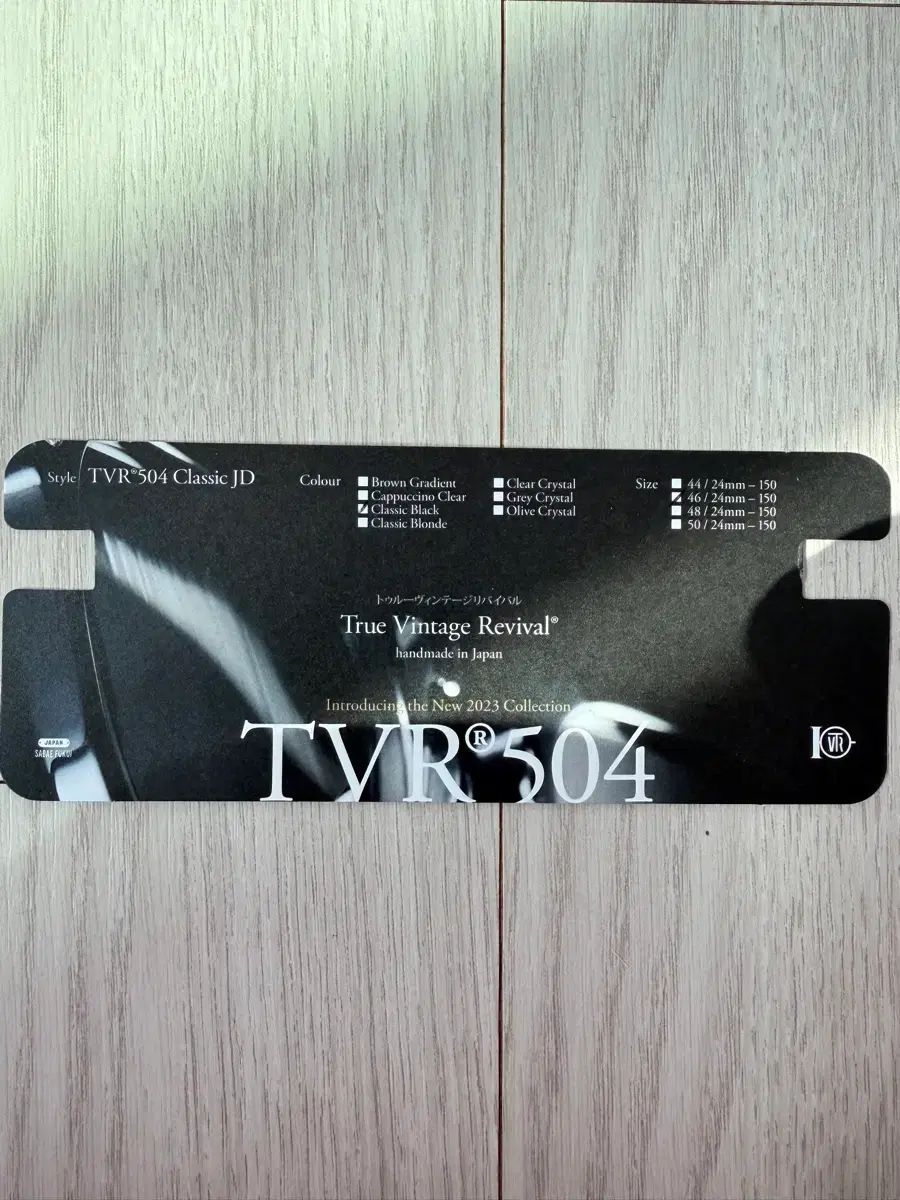 Style TVR®504 Classic JD
Colour
Brown Gradient
Cappuccino Clear
Classic Black
Classic Blonde
Clear Crystal
Grey Crystal
Olive Crystal
Size
44 / 24mm – 150
46 / 24mm – 150
48 / 24mm – 150
50 / 24mm – 150
トゥルーヴィンテージリバイバル
True Vintage Revival®
handmade in Japan
Introducing the New 2023 Collection
TVR®504
JAPAN
SABAE FUKUI
TVR